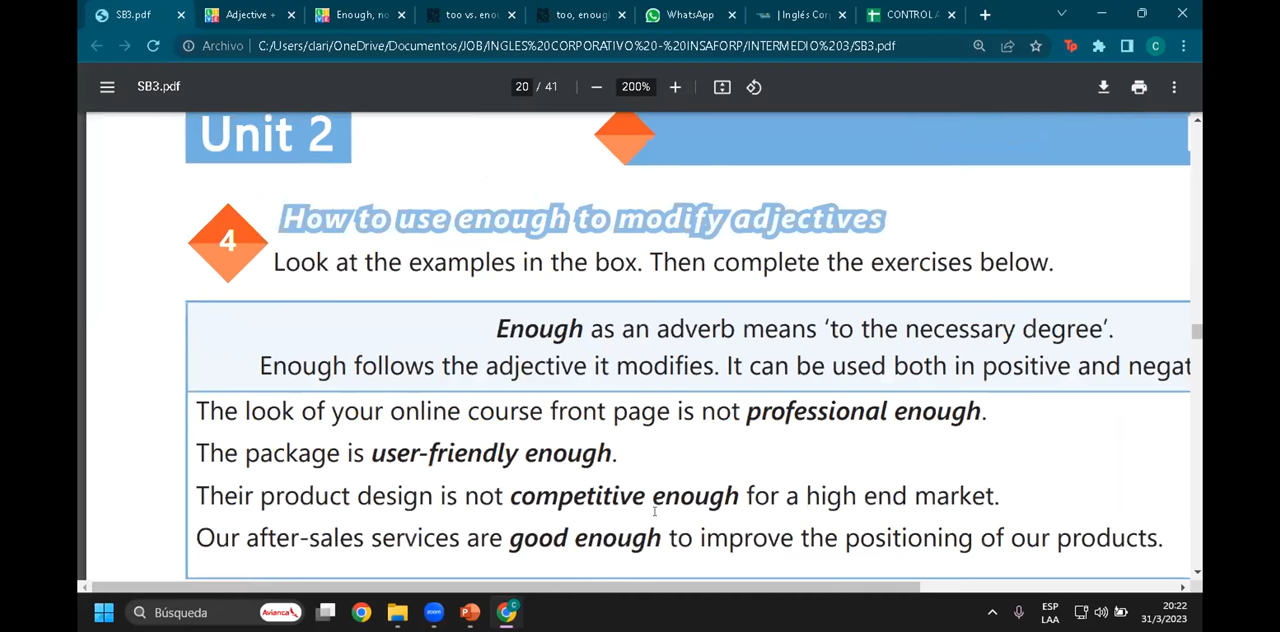 SB3.pdf
Adjective +
Enough, no
too vs. enou
too, enough
WhatsApp
| Inglés Cor
CONTROL A
Archivo
C:/Users/clari/OneDrive/Documentos/JOB/INGLES%20CORPORATIVO%20-%20INSAFORP/INTERMEDIO%203/SB3.pdf
C
SB3.pdf
20 / 41
200%
Unit 2
4
How to use enough to modify adjectives
Look at the examples in the box. Then complete the exercises below.
Enough as an adverb means ‘to the necessary degree’.
Enough follows the adjective it modifies. It can be used both in positive and negat
The look of your online course front page is not professional enough.
The package is user-friendly enough.
Their product design is not competitive enough for a high end market.
Our after-sales services are good enough to improve the positioning of our products.
Búsqueda
Avianca
zoom
ESP
LAA
20:22
31/3/2023